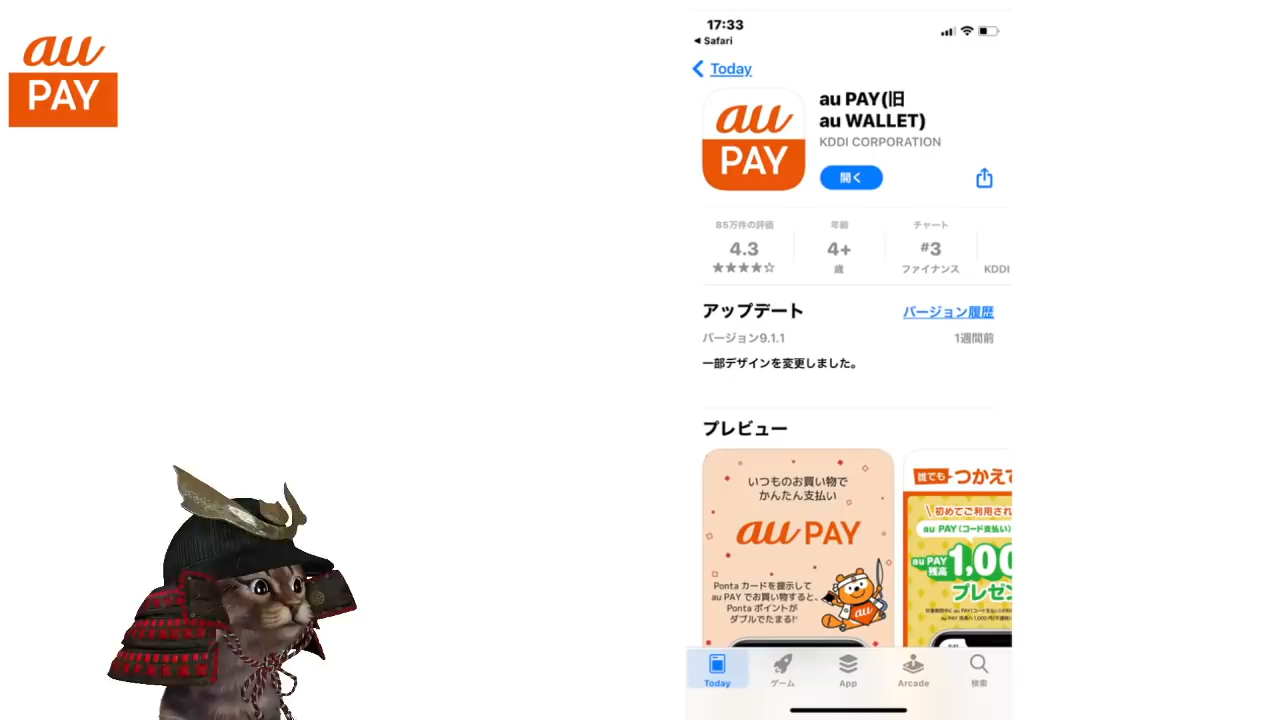 au
PAY
17:33
◀ Safari
Today
au
PAY
au PAY(旧
au WALLET)
KDDI CORPORATION
開く
85万件の評価
年齢
チャート
4.3
4+
#3
★★★★☆
歳
ファイナンス
KDDI
アップデート
バージョン履歴
バージョン9.1.1
1週間前
一部デザインを変更しました。
プレビュー
いつものお買い物で
かんたん支払い
au PAY
Ponta カードを提示して
au PAY でお買い物すると、
Ponta ポイントが
ダブルでたまる!
au
誰でも つかえて
初めてご利用され
au PAY (コード支払い)
au PAY
残高
1,00
プレゼン
Today
ゲーム
App
Arcade
検索